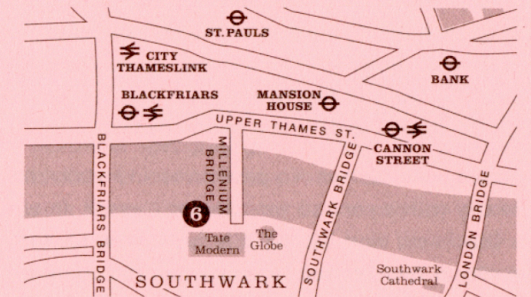 ST. PAULS
CITY
THAMESLINK
BANK
BLACKFRIARS
MANSION
HOUSE
UPPER THAMES ST.
CANNON
STREET
BLACKFRIARS BRIDGE
MILLENIUM
BRIDGE
SOUTHWARK BRIDGE
LONDON BRIDGE
6
Tate
Modern
The
Globe
Southwark
Cathedral
SOUTHWARK